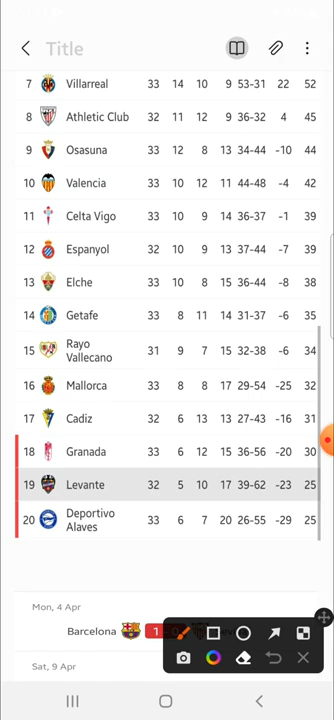 Title
7 Villarreal 33 14 10 9 53-31 22 52
8 Athletic Club 32 11 12 9 36-32 4 45
9 Osasuna 33 12 8 13 34-44 -10 44
10 Valencia 33 10 12 11 44-48 -4 42
11 Celta Vigo 33 10 9 14 36-37 -1 39
12 Espanyol 32 10 9 13 37-44 -7 39
13 Elche 33 10 8 15 36-44 -8 38
14 Getafe 33 8 11 14 31-37 -6 35
15 Rayo
Vallecano 31 9 7 15 32-38 -6 34
16 Mallorca 33 8 8 17 29-54 -25 32
17 Cadiz 32 6 13 13 27-43 -16 31
18 Granada 33 6 12 15 36-56 -20 30
19 Levante 32 5 10 17 39-62 -23 25
20 Deportivo
Alaves 33 6 7 20 26-55 -29 25
Mon, 4 Apr
Barcelona 1
Sat, 9 Apr